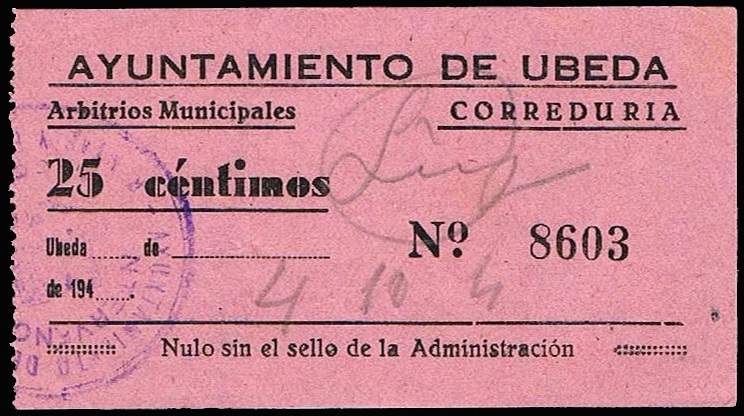 AYUNTAMIENTO DE UBEDA
Arbitrios Municipales
CORREDURIA
25 céntimos
Ubeda ...... de ....................
de 194...... .
Nº 8603
4 10 4
Nulo sin el sello de la Administración